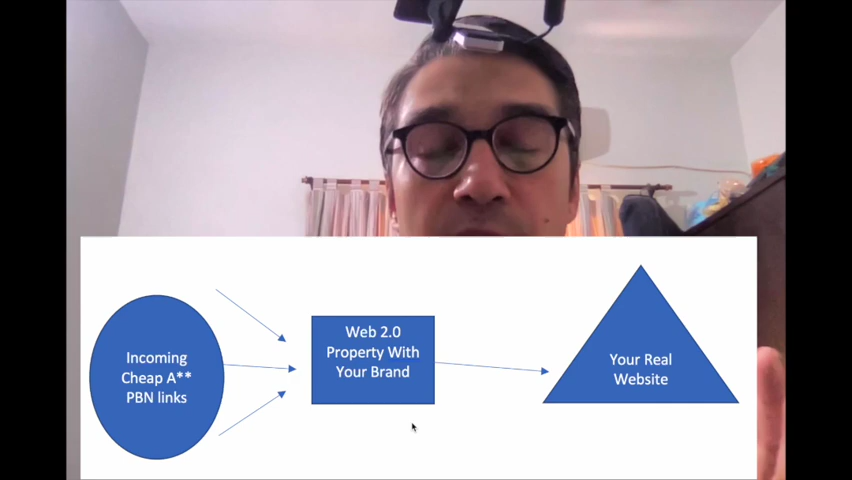 Incoming
Cheap A**
PBN links
Web 2.0
Property With
Your Brand
Your Real
Website